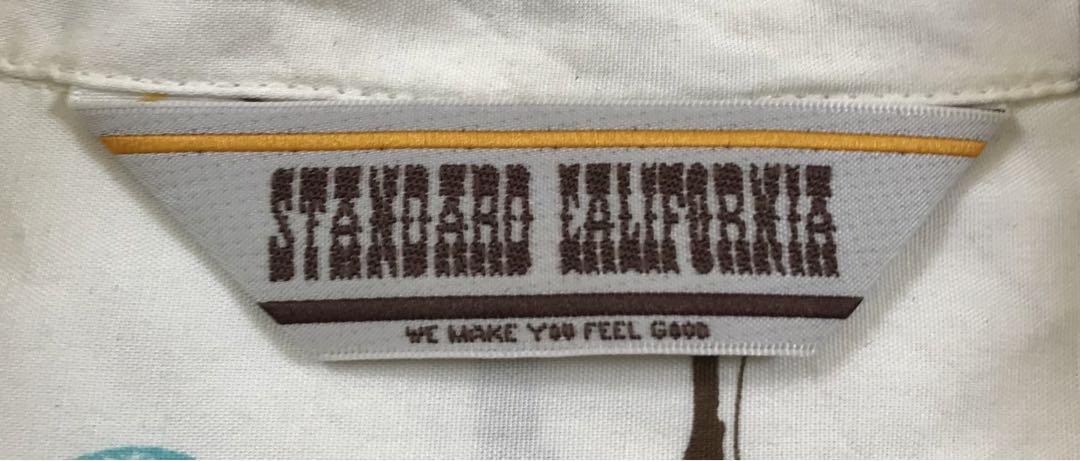 STANDARD CALIFORNIA
WE MAKE YOU FEEL GOOD